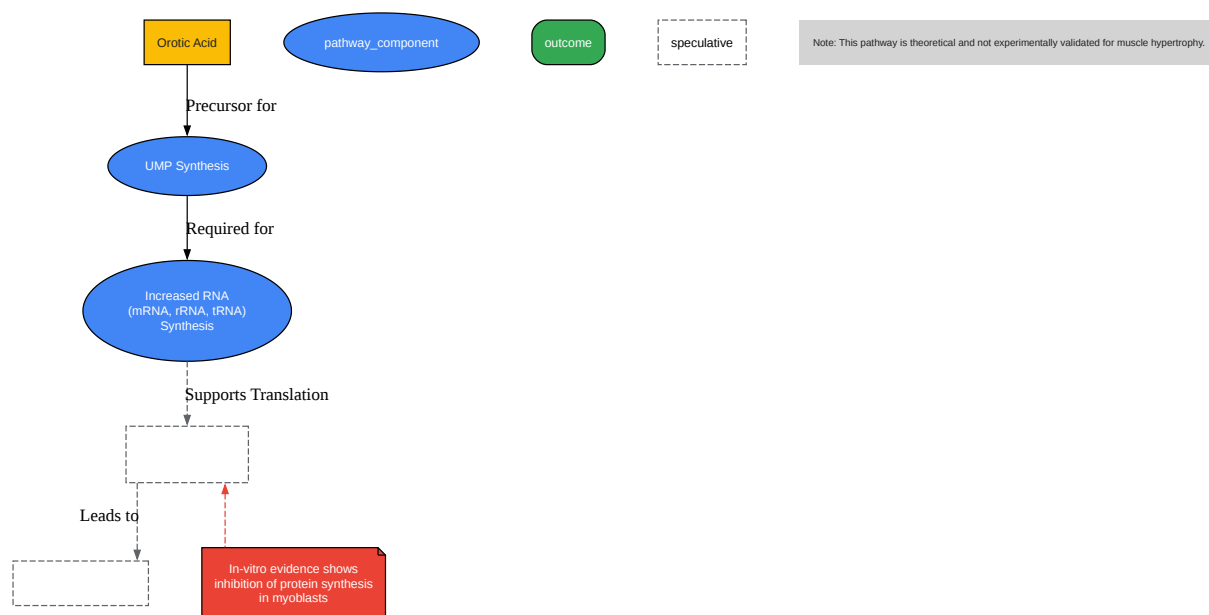 Orotic Acid
pathway_component
outcome
speculative
Note: This pathway is theoretical and not experimentally validated for muscle hypertrophy.
Precursor for
UMP Synthesis
Required for
Increased RNA
(mRNA, rRNA, tRNA)
Synthesis
Supports Translation
Leads to
In-vitro evidence shows
inhibition of protein synthesis
in myoblasts